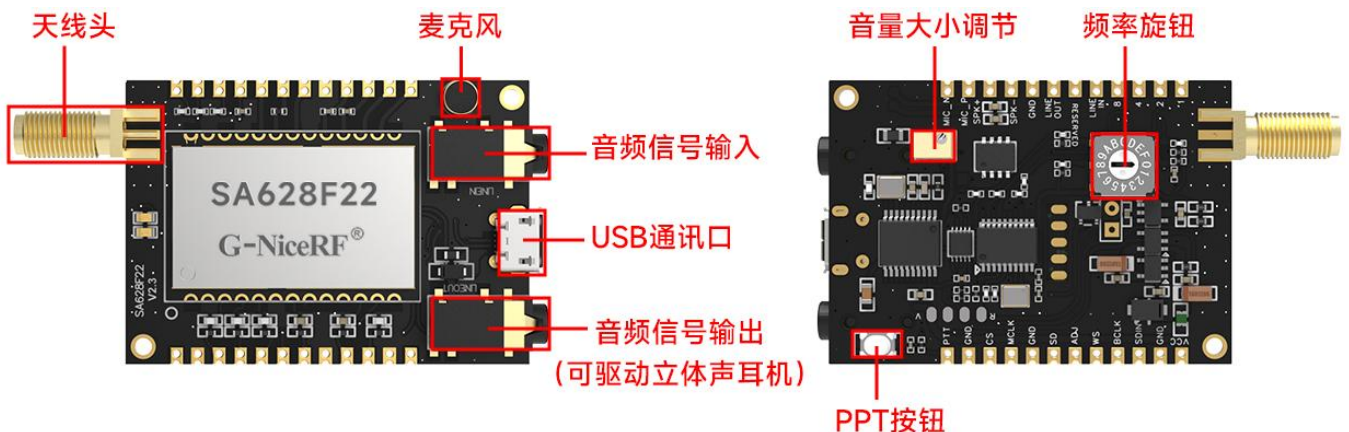 天线头
麦克风
音频信号输入
USB通讯口
音频信号输出
(可驱动立体声耳机)
SA628F22
G-NiceRF®
LINEIN
LINEOUT
SA628F22
V2.3
音量大小调节
频率旋钮
MIC_N
MIC_P
SPK+
SPK-
GND
LINE
OUT
RESERVED
LINE
IN
8
4
2
1
0123456789ABCDEF
PTT
GND
CS
MCLK
GND
SD
ADJ
WS
BCLK
SDIN
GND
VCC
PPT按钮